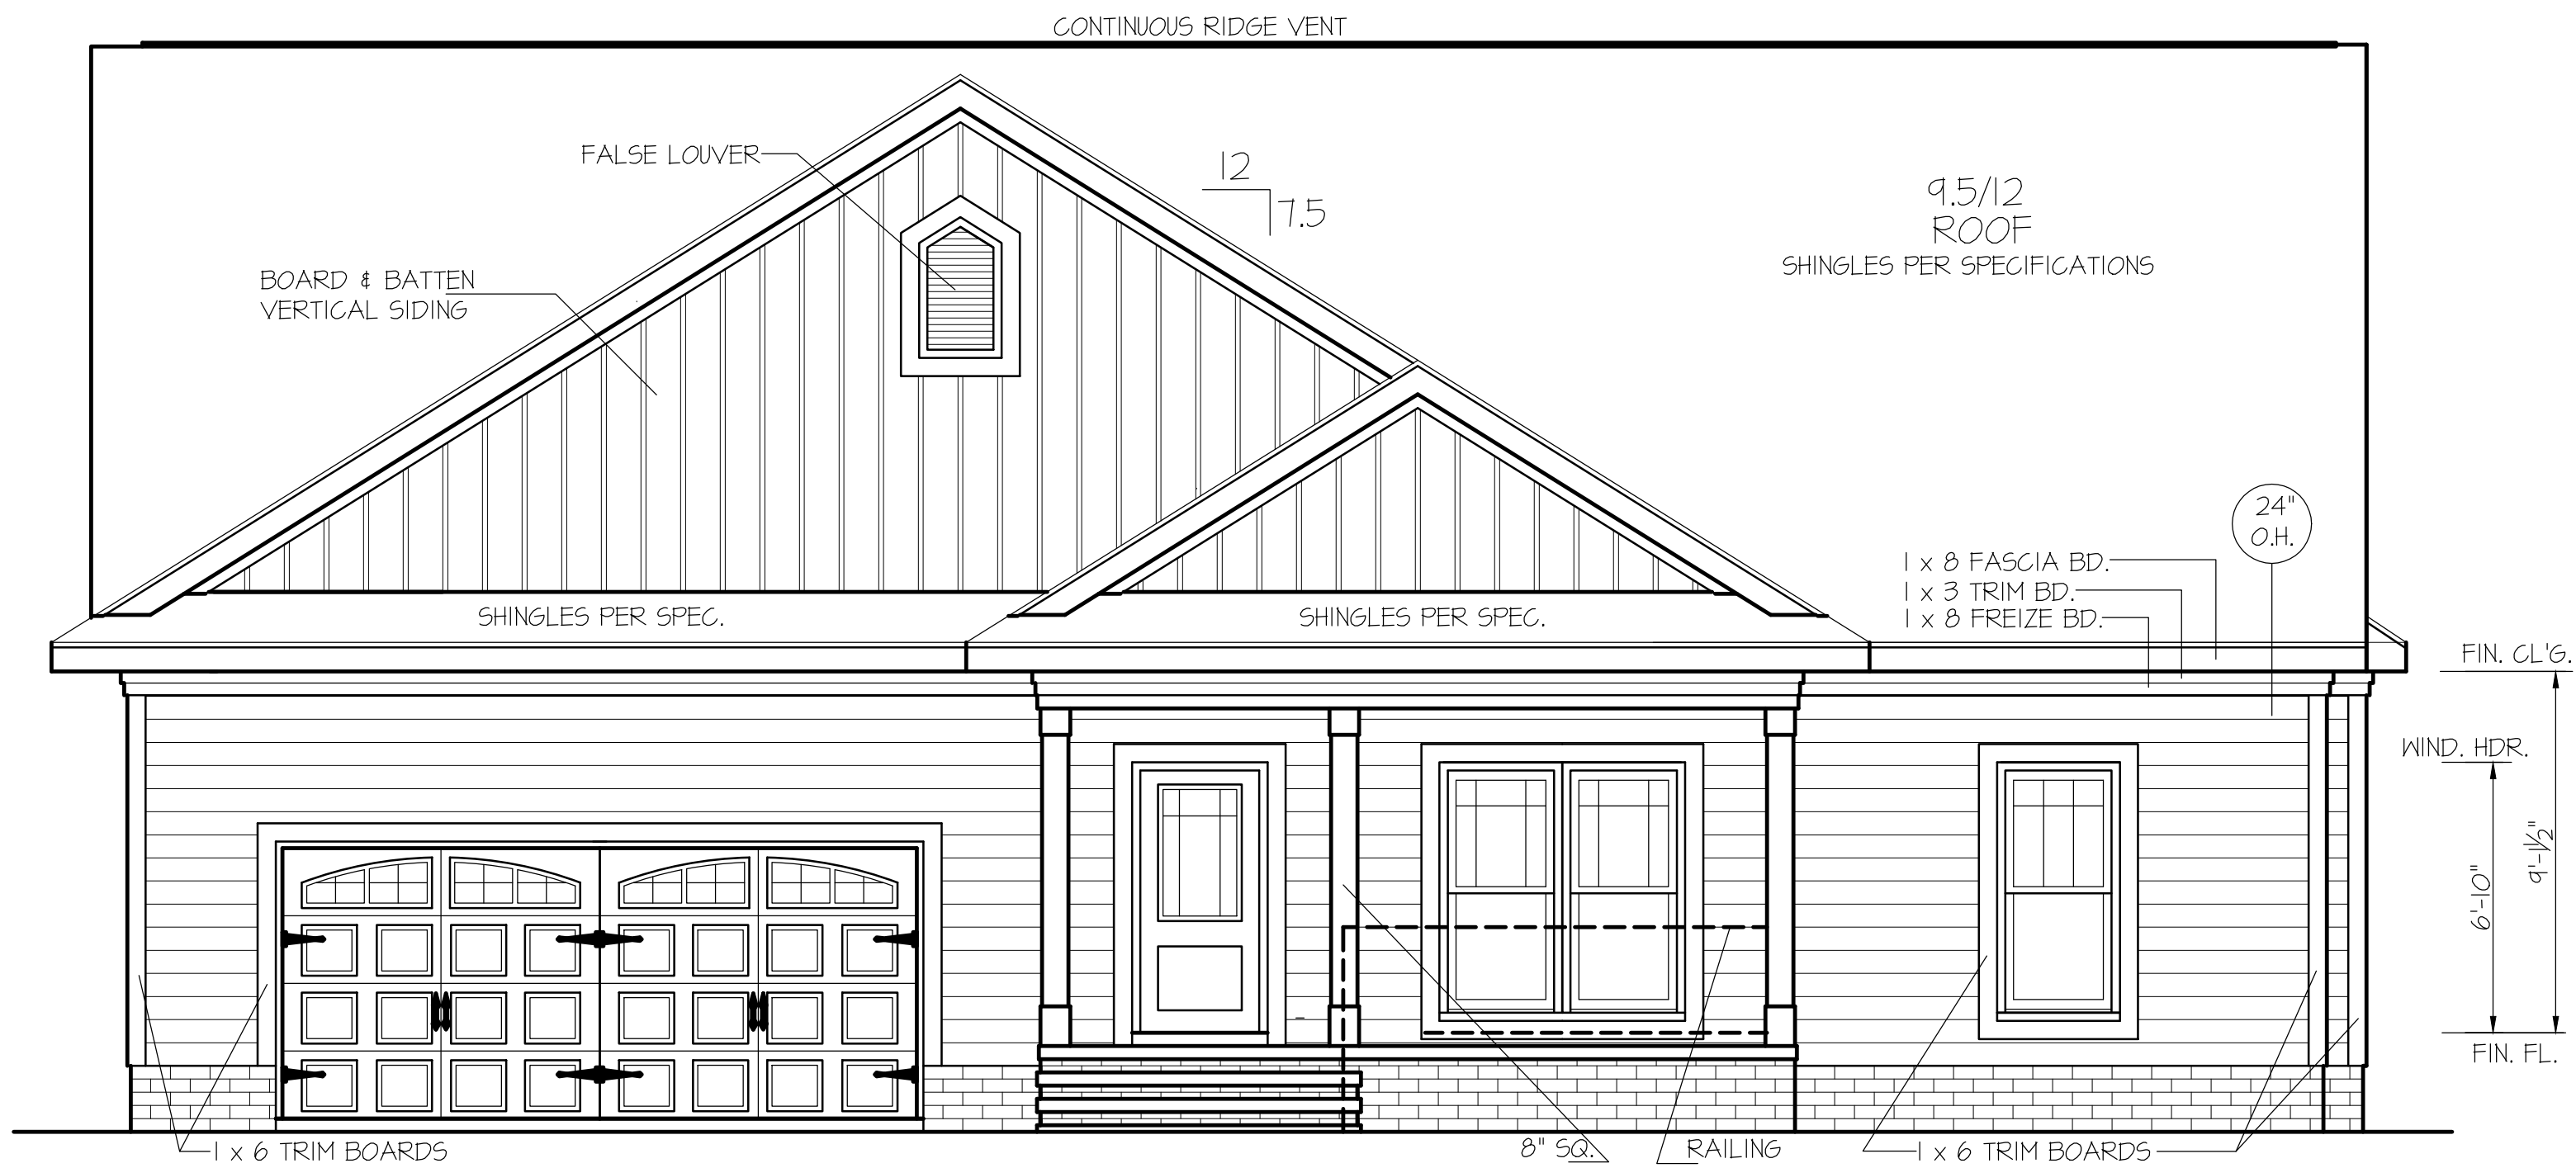 CONTINUOUS RIDGE VENT
FALSE LOUVER
12
7.5
9.5/12
ROOF
SHINGLES PER SPECIFICATIONS
BOARD & BATTEN
VERTICAL SIDING
24"
O.H.
1 x 8 FASCIA BD.
1 x 3 TRIM BD.
1 x 8 FREIZE BD.
SHINGLES PER SPEC.
SHINGLES PER SPEC.
FIN. CL'G.
WIND. HDR.
6'-10"
9'-1½"
FIN. FL.
1 x 6 TRIM BOARDS
8" SQ.
RAILING
1 x 6 TRIM BOARDS